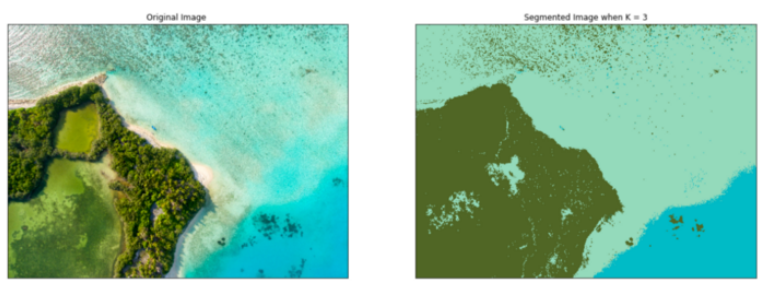 Original Image
Segmented Image when K = 3